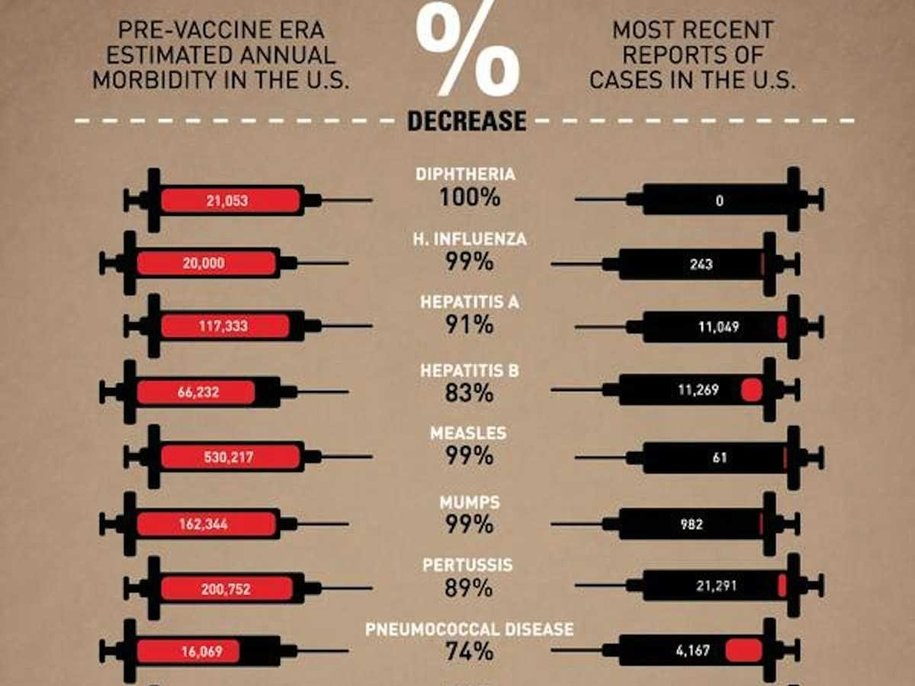 PRE-VACCINE ERA
ESTIMATED ANNUAL
MORBIDITY IN THE U.S.
%
DECREASE
MOST RECENT
REPORTS OF
CASES IN THE U.S.
DIPHTHERIA
21,053
100%
0
H. INFLUENZA
20,000
99%
243
HEPATITIS A
117,333
91%
11,049
HEPATITIS B
66,232
83%
11,269
MEASLES
530,217
99%
61
MUMPS
162,344
99%
982
PERTUSSIS
200,752
89%
21,291
PNEUMOCOCCAL DISEASE
16,069
74%
4,167